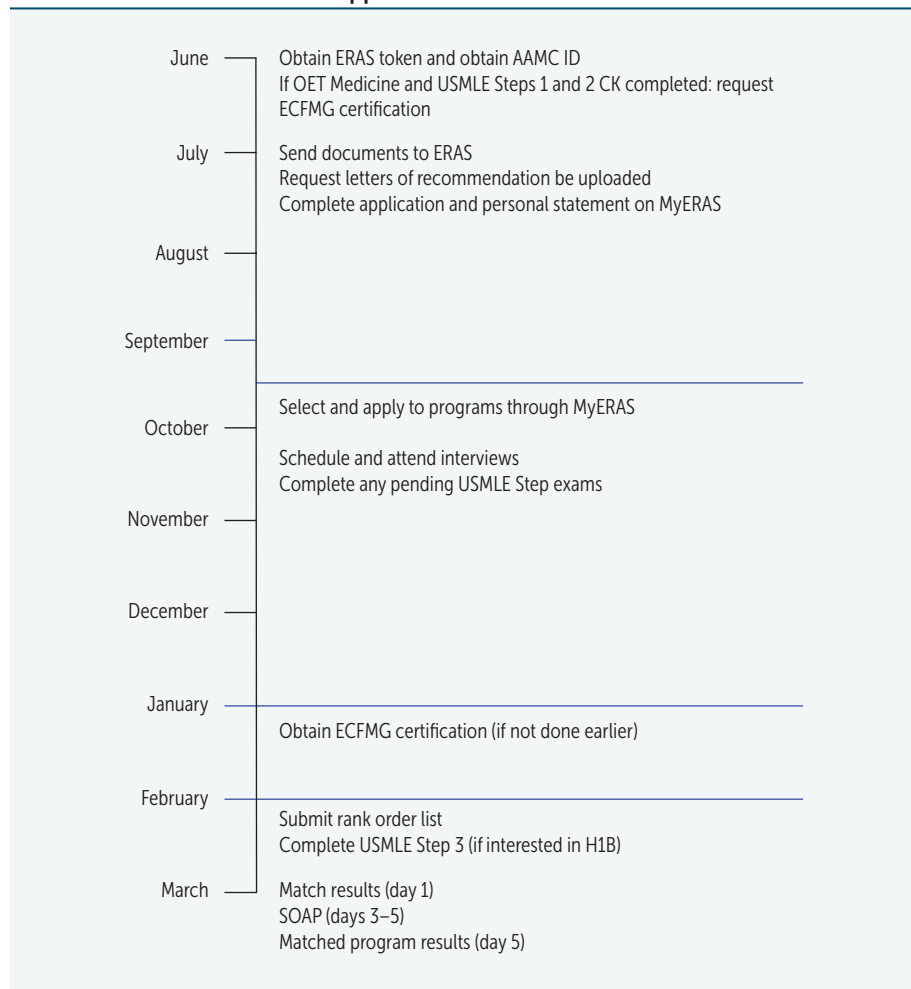 June
Obtain ERAS token and obtain AAMC ID
If OET Medicine and USMLE Steps 1 and 2 CK completed: request
ECFMG certification
July
Send documents to ERAS
Request letters of recommendation be uploaded
Complete application and personal statement on MyERAS
August
September
Select and apply to programs through MyERAS
October
Schedule and attend interviews
Complete any pending USMLE Step exams
November
December
January
Obtain ECFMG certification (if not done earlier)
February
Submit rank order list
Complete USMLE Step 3 (if interested in H1B)
March
Match results (day 1)
SOAP (days 3–5)
Matched program results (day 5)